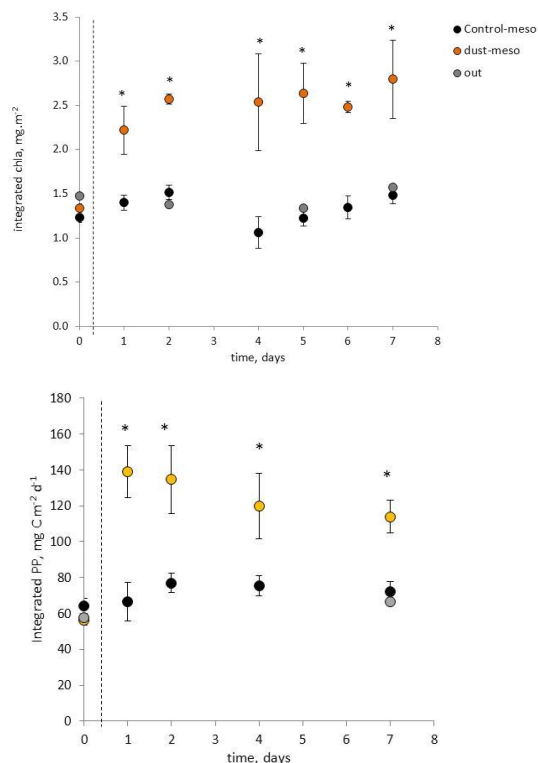 3.5
3.0
2.5
2.0
1.5
1.0
0.5
0.0
integrated chla, mg.m⁻²
* * * * * *
0 1 2 3 4 5 6 7 8
time, days
Control-meso
dust-meso
out
180
160
140
120
100
80
60
40
20
0
Integrated PP, mg C m⁻² d⁻¹
* * * *
0 1 2 3 4 5 6 7 8
time, days